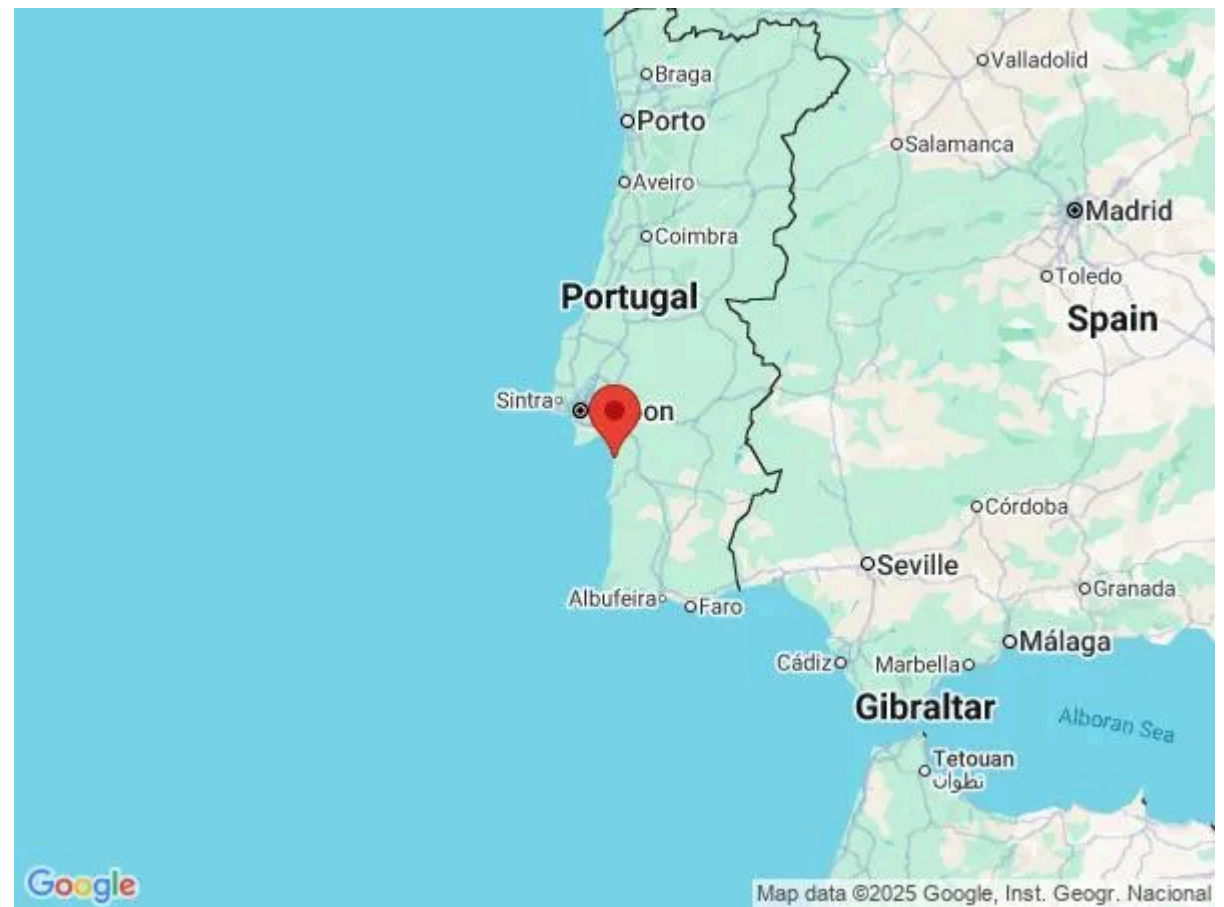 Valladolid
Braga
Porto
Salamanca
Aveiro
Madrid
Coimbra
Toledo
Portugal
Spain
Sintra
on
Córdoba
Seville
Granada
Albufeira
Faro
Málaga
Cádiz
Marbella
Gibraltar
Alboran Sea
Tetouan
تطوان
Google
Map data ©2025 Google, Inst. Geogr. Nacional